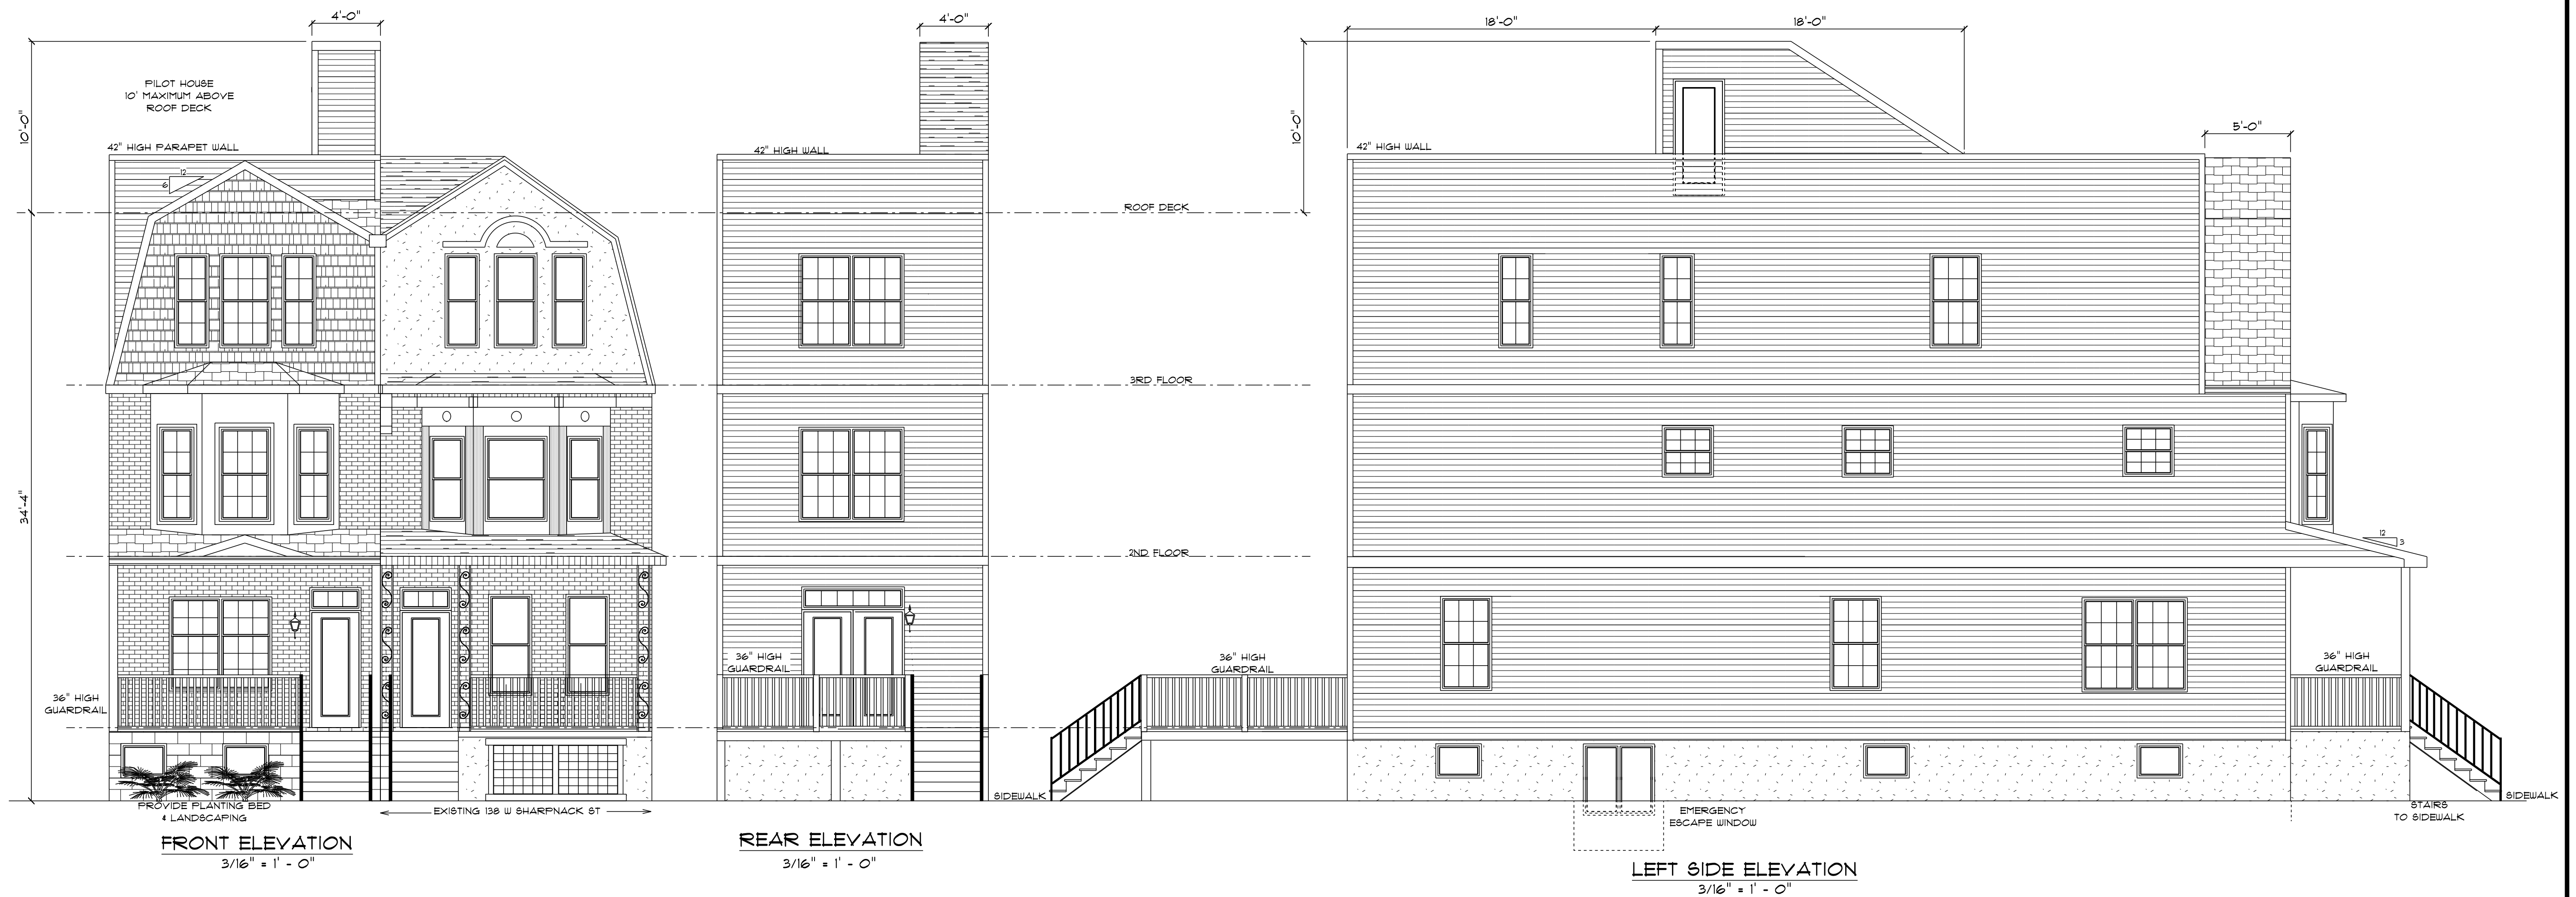 4'-0"
4'-0"
18'-0"
18'-0"
10'-0"
PILOT HOUSE
10' MAXIMUM ABOVE
ROOF DECK
10'-0"
5'-0"
42" HIGH PARAPET WALL
42" HIGH WALL
42" HIGH WALL
12
6
ROOF DECK
3RD FLOOR
34'-4"
2ND FLOOR
12
3
36" HIGH
GUARDRAIL
36" HIGH
GUARDRAIL
36" HIGH
GUARDRAIL
36" HIGH
GUARDRAIL
SIDEWALK
SIDEWALK
PROVIDE PLANTING BED
& LANDSCAPING
EXISTING 138 W SHARPNACK ST
EMERGENCY
ESCAPE WINDOW
STAIRS
TO SIDEWALK
FRONT ELEVATION
3/16" = 1' - 0"
REAR ELEVATION
3/16" = 1' - 0"
LEFT SIDE ELEVATION
3/16" = 1' - 0"